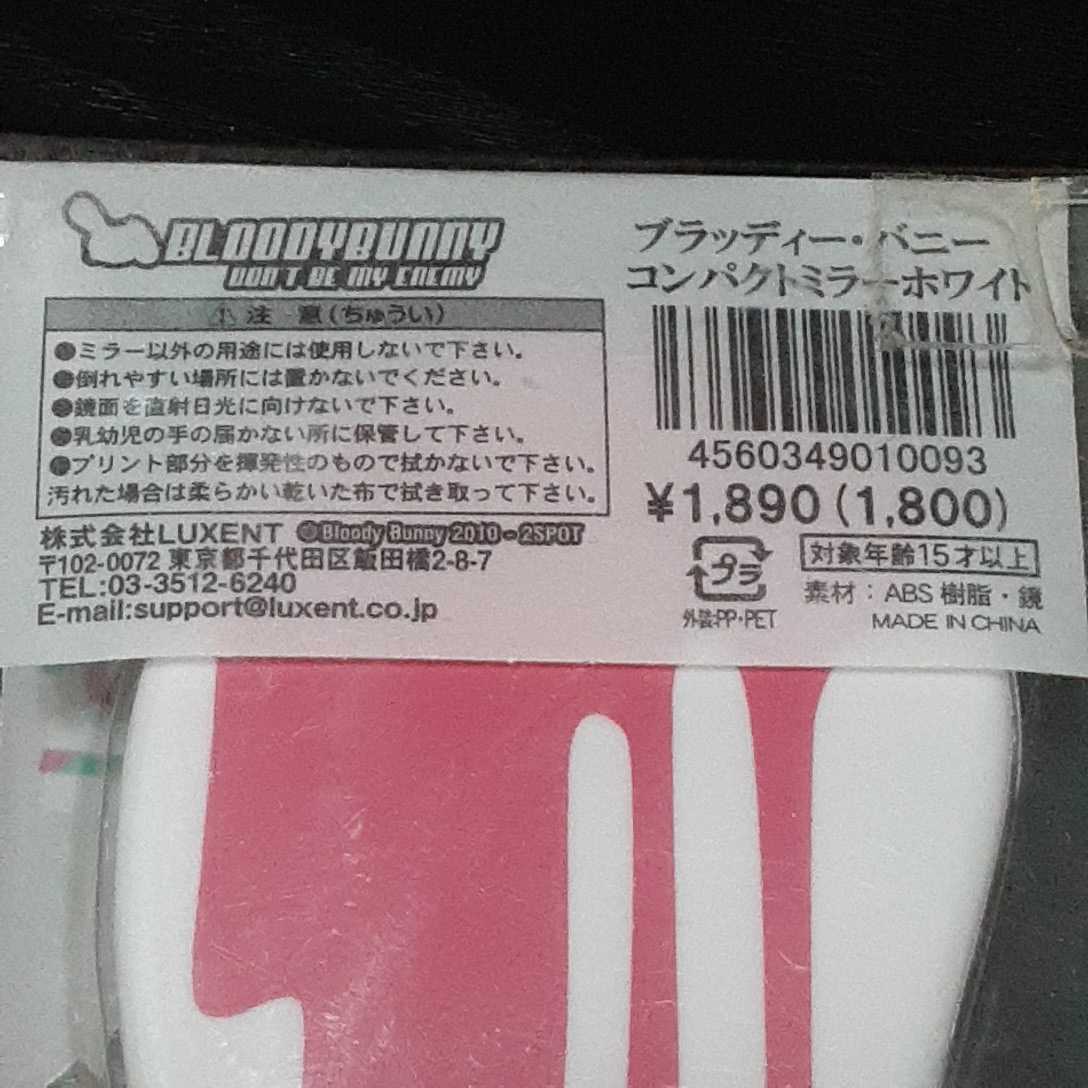 BLOODYBUNNY
DON'T BE MY ENEMY
⚠ 注 意(ちゅうい)
●ミラー以外の用途には使用しないで下さい。
●倒れやすい場所には置かないでください。
●鏡面を直射日光に向けないで下さい。
●乳幼児の手の届かない所に保管して下さい。
●プリント部分を揮発性のもので拭かないで下さい。
汚れた場合は柔らかい乾いた布で拭き取って下さい。
株式会社LUXENT ©Bloody Bunny 2010-2SPOT
〒102-0072 東京都千代田区飯田橋2-8-7
TEL:03-3512-6240
E-mail:support@luxent.co.jp
ブラッディー・バニー
コンパクトミラーホワイト
4560349010093
¥1,890(1,800)
プラ
外装:PP・PET
対象年齢15才以上
素材:ABS 樹脂・鏡
MADE IN CHINA